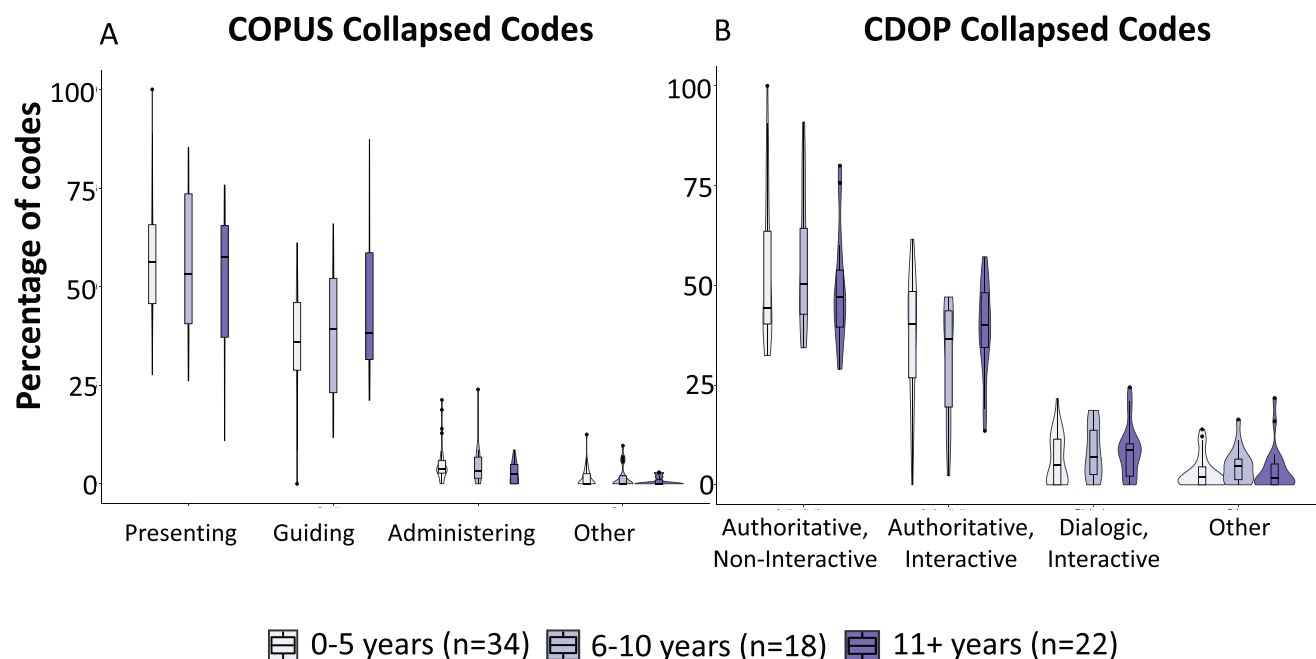 A
COPUS Collapsed Codes
B
CDOP Collapsed Codes
Percentage of codes
100
75
50
25
0
100
75
50
25
0
Presenting
Guiding
Administering
Other
Authoritative,
Non-Interactive
Authoritative,
Interactive
Dialogic,
Interactive
Other
0-5 years (n=34)
6-10 years (n=18)
11+ years (n=22)